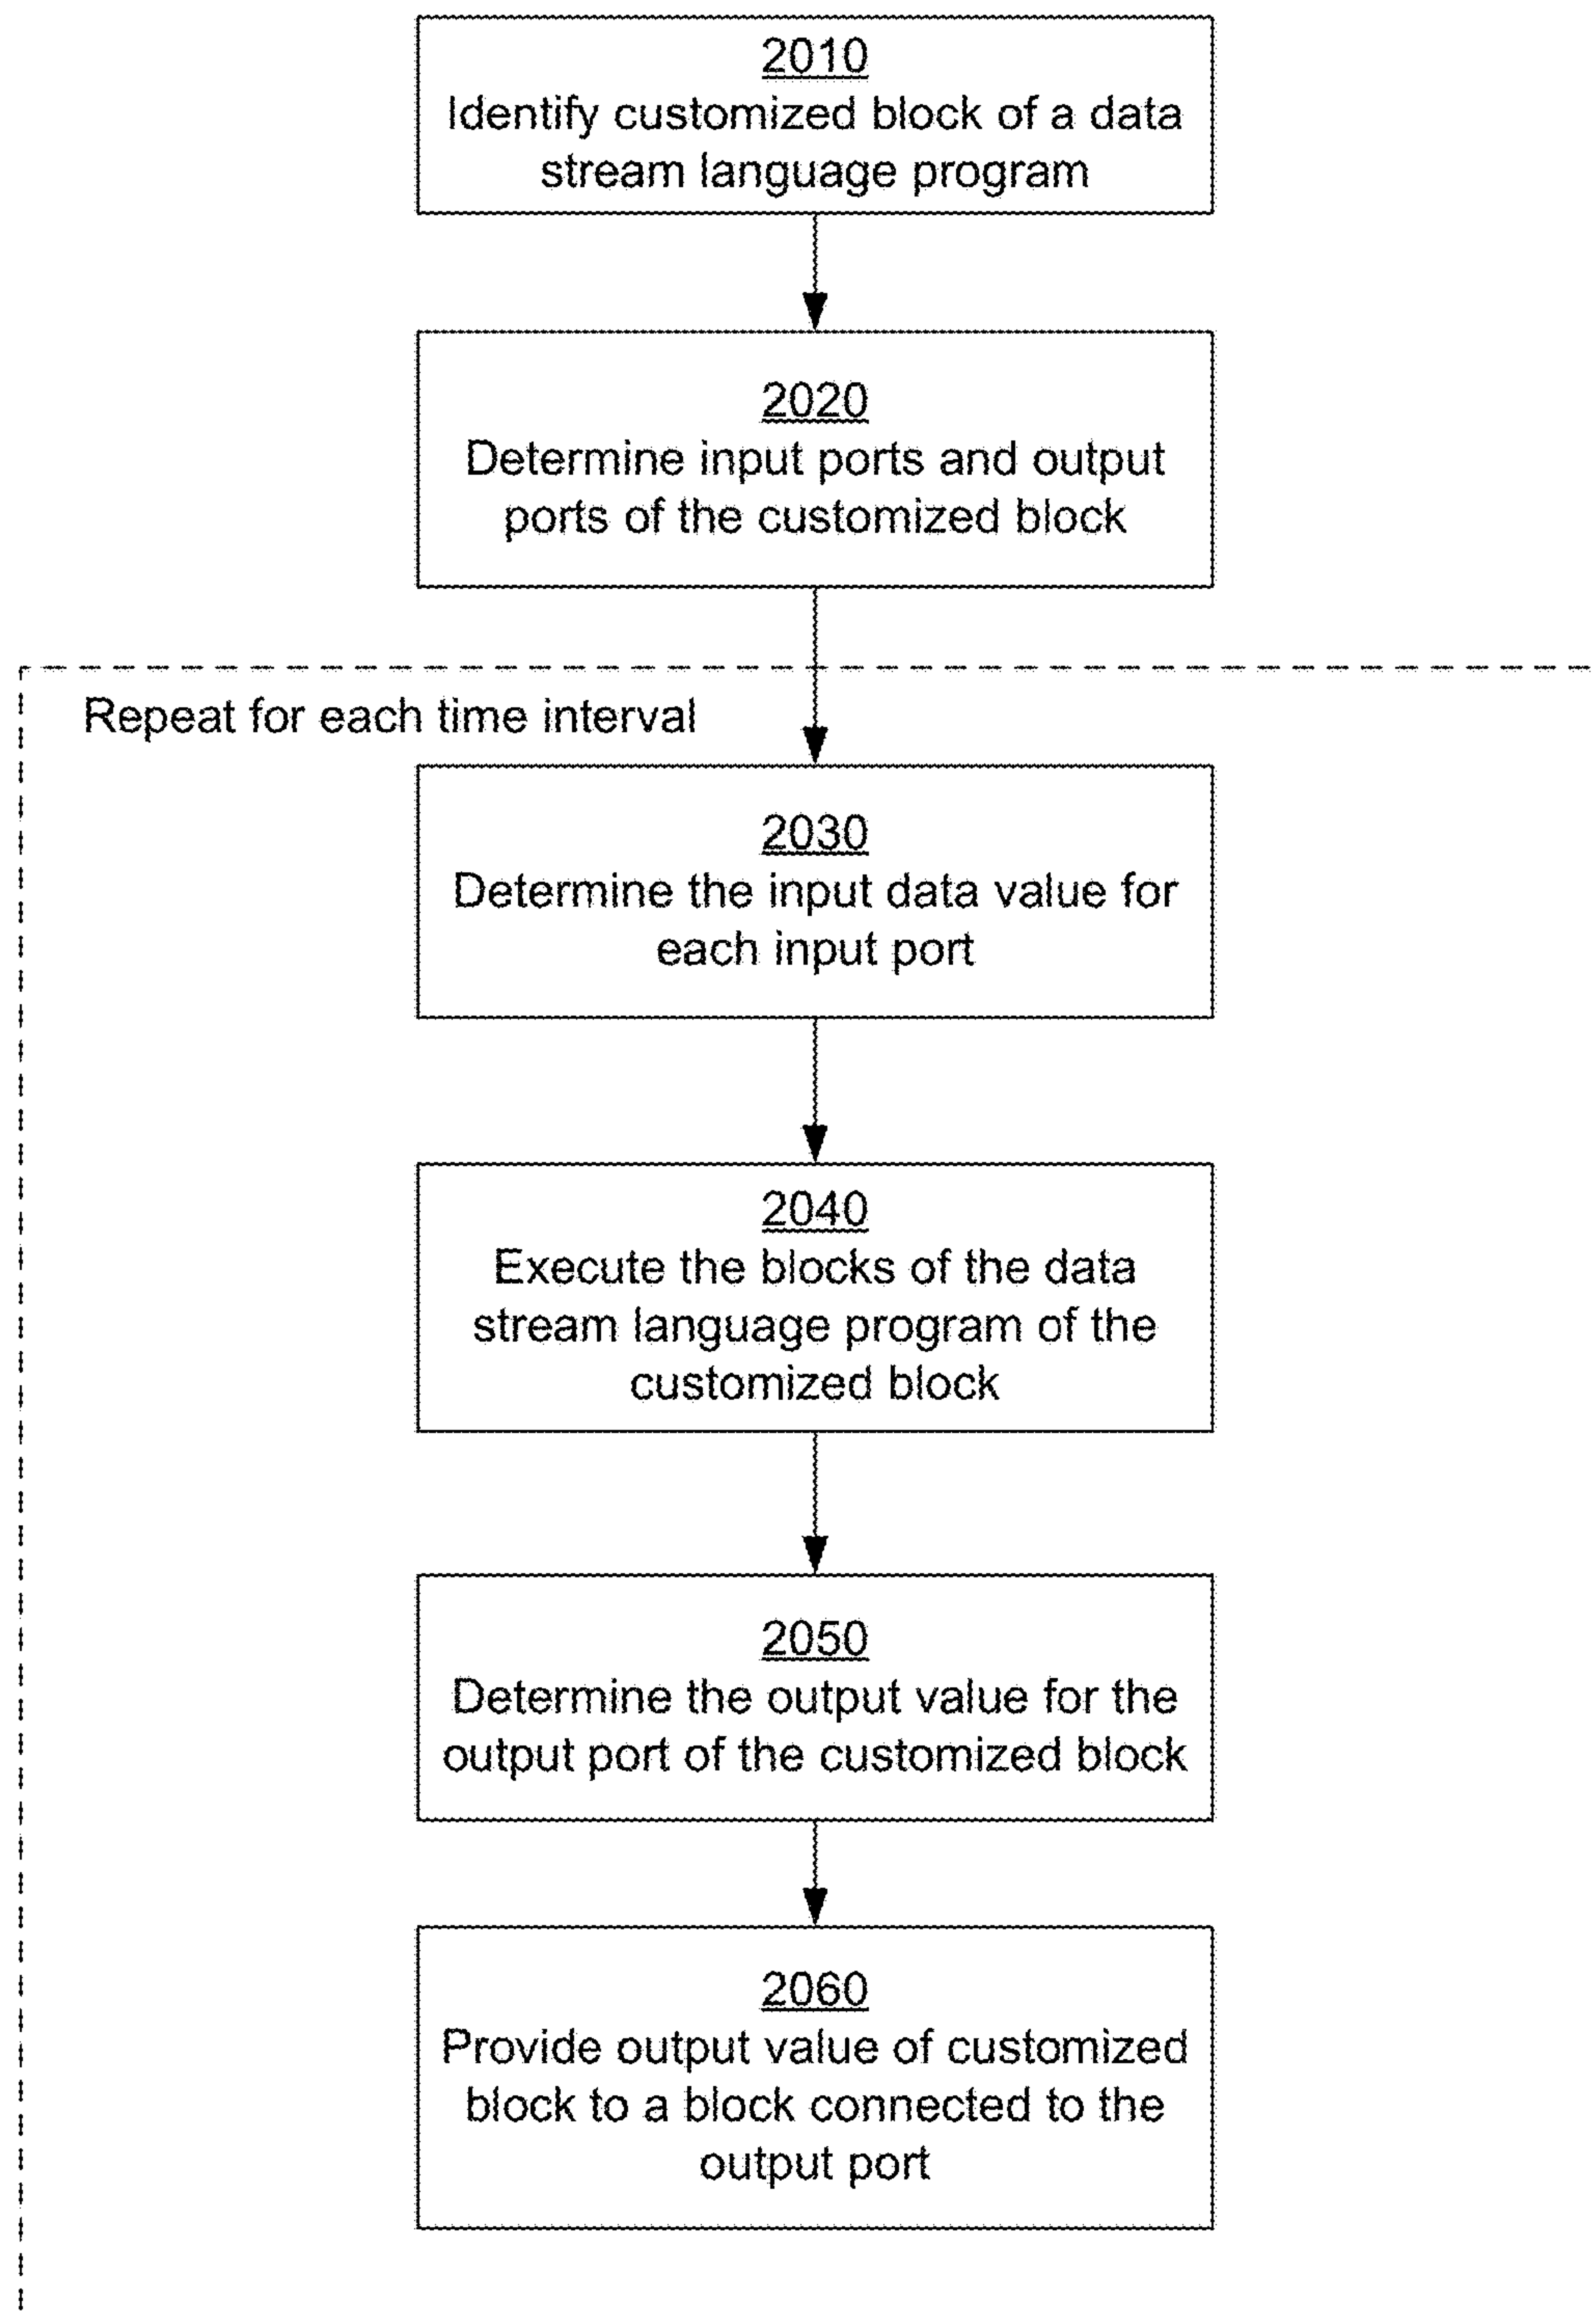 2010
Identify customized block of a data
stream language program
2020
Determine input ports and output
ports of the customized block
Repeat for each time interval
2030
Determine the input data value for
each input port
2040
Execute the blocks of the data
stream language program of the
customized block
2050
Determine the output value for the
output port of the customized block
2060
Provide output value of customized
block to a block connected to the
output port